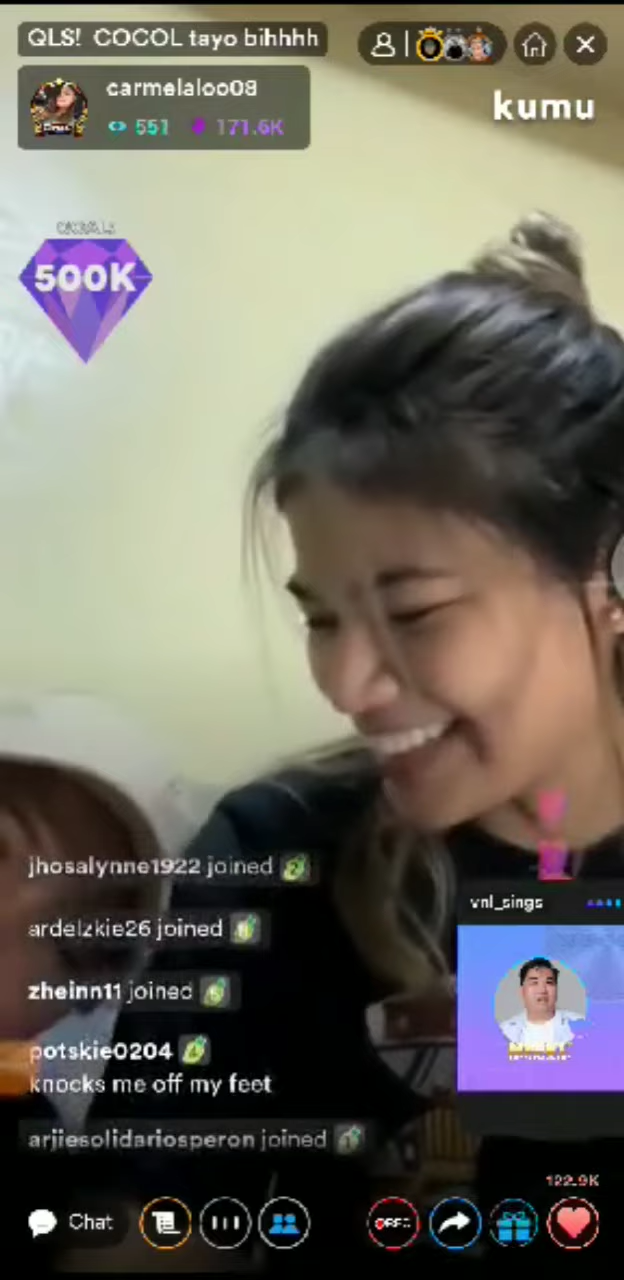 QLS! COCOL tayo bihhhh
carmelaloo08
551 171.6K
kumu
GOAL
500K
jhosalynne1922 joined
ardelzkie26 joined
zheinn11 joined
potskie0204
knocks me off my feet
arjiesolidariosperon joined
vnl_sings
122.9K
Chat